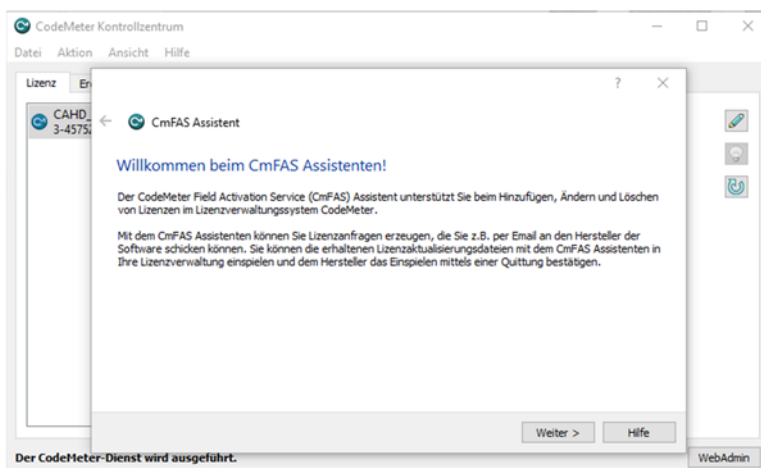 CodeMeter Kontrollzentrum
Datei Aktion Ansicht Hilfe
Lizenz
CAHD_
CmFAS Assistent
Willkommen beim CmFAS Assistenten!
Der CodeMeter Field Activation Service (CmFAS) Assistent unterstützt Sie beim Hinzufügen, Ändern und Löschen
von Lizenzen im Lizenzverwaltungssystem CodeMeter.
Mit dem CmFAS Assistenten können Sie Lizenzanfragen erzeugen, die Sie z.B. per Email an den Hersteller der
Software schicken können. Sie können die erhaltenen Lizenzaktualisierungsdateien mit dem CmFAS Assistenten in
Ihre Lizenzverwaltung einspielen und dem Hersteller das Einspielen mittels einer Quittung bestätigen.
Weiter > Hilfe
Der CodeMeter-Dienst wird ausgeführt. WebAdmin